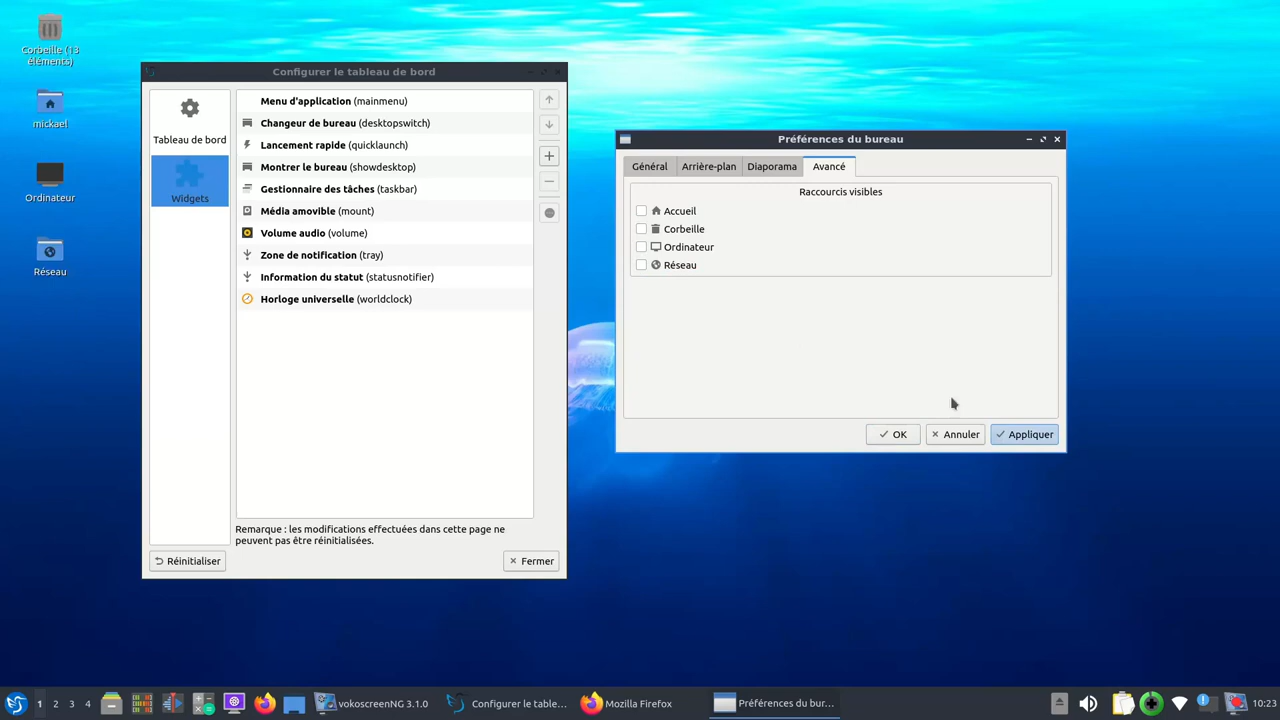 Corbeille (13
éléments)
mickael
Ordinateur
Réseau
Configurer le tableau de bord
Tableau de bord
Widgets
Menu d'application (mainmenu)
Changeur de bureau (desktopswitch)
Lancement rapide (quicklaunch)
Montrer le bureau (showdesktop)
Gestionnaire des tâches (taskbar)
Média amovible (mount)
Volume audio (volume)
Zone de notification (tray)
Information du statut (statusnotifier)
Horloge universelle (worldclock)
Remarque : les modifications effectuées dans cette page ne
peuvent pas être réinitialisées.
Réinitialiser
Fermer
Préférences du bureau
Général
Arrière-plan
Diaporama
Avancé
Raccourcis visibles
Accueil
Corbeille
Ordinateur
Réseau
OK
Annuler
Appliquer
1 2 3 4
vokoscreenNG 3.1.0
Configurer le table...
Mozilla Firefox
Préférences du bur...
10:23